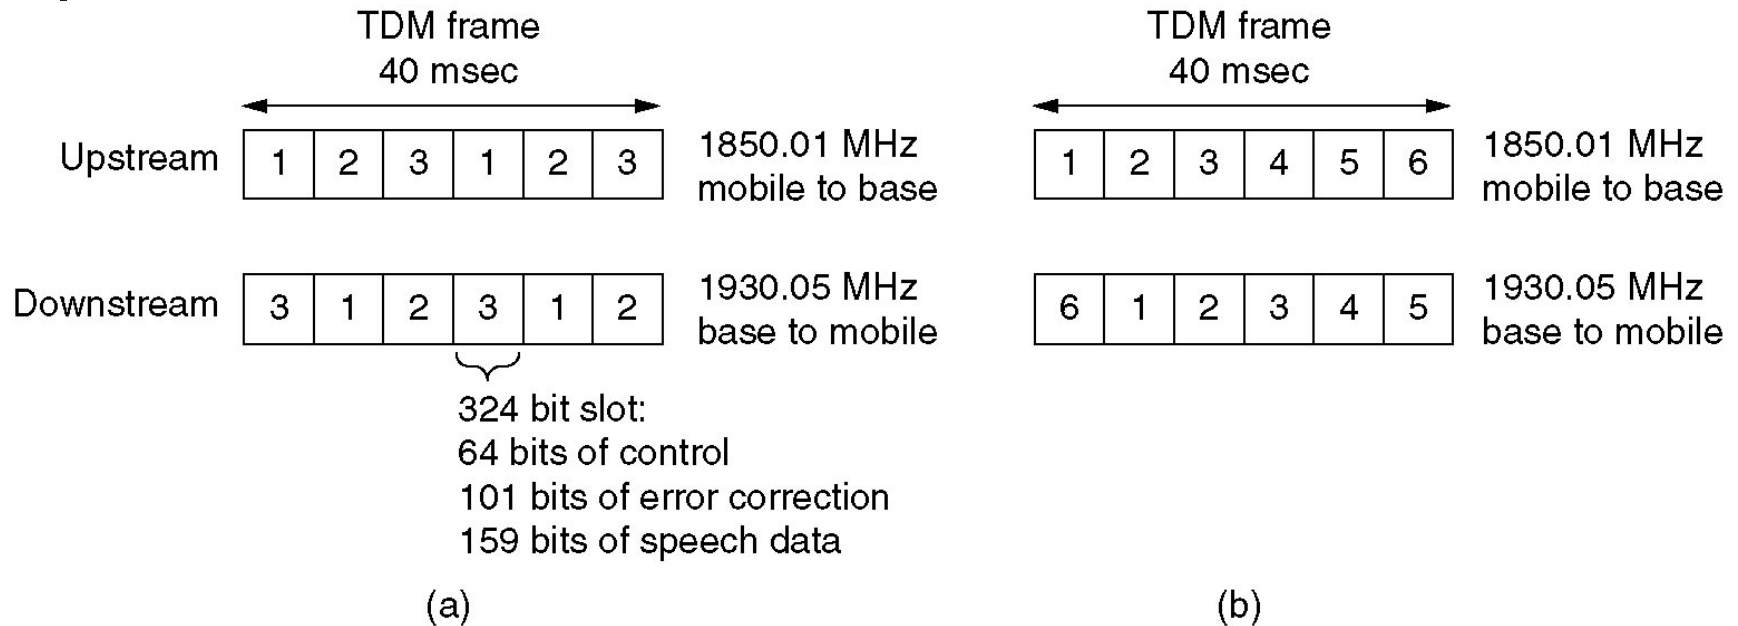 TDM frame
40 msec
Upstream
1 2 3 1 2 3
1850.01 MHz
mobile to base
Downstream
3 1 2 3 1 2
1930.05 MHz
base to mobile
324 bit slot:
64 bits of control
101 bits of error correction
159 bits of speech data
(a)
TDM frame
40 msec
1 2 3 4 5 6
1850.01 MHz
mobile to base
6 1 2 3 4 5
1930.05 MHz
base to mobile
(b)